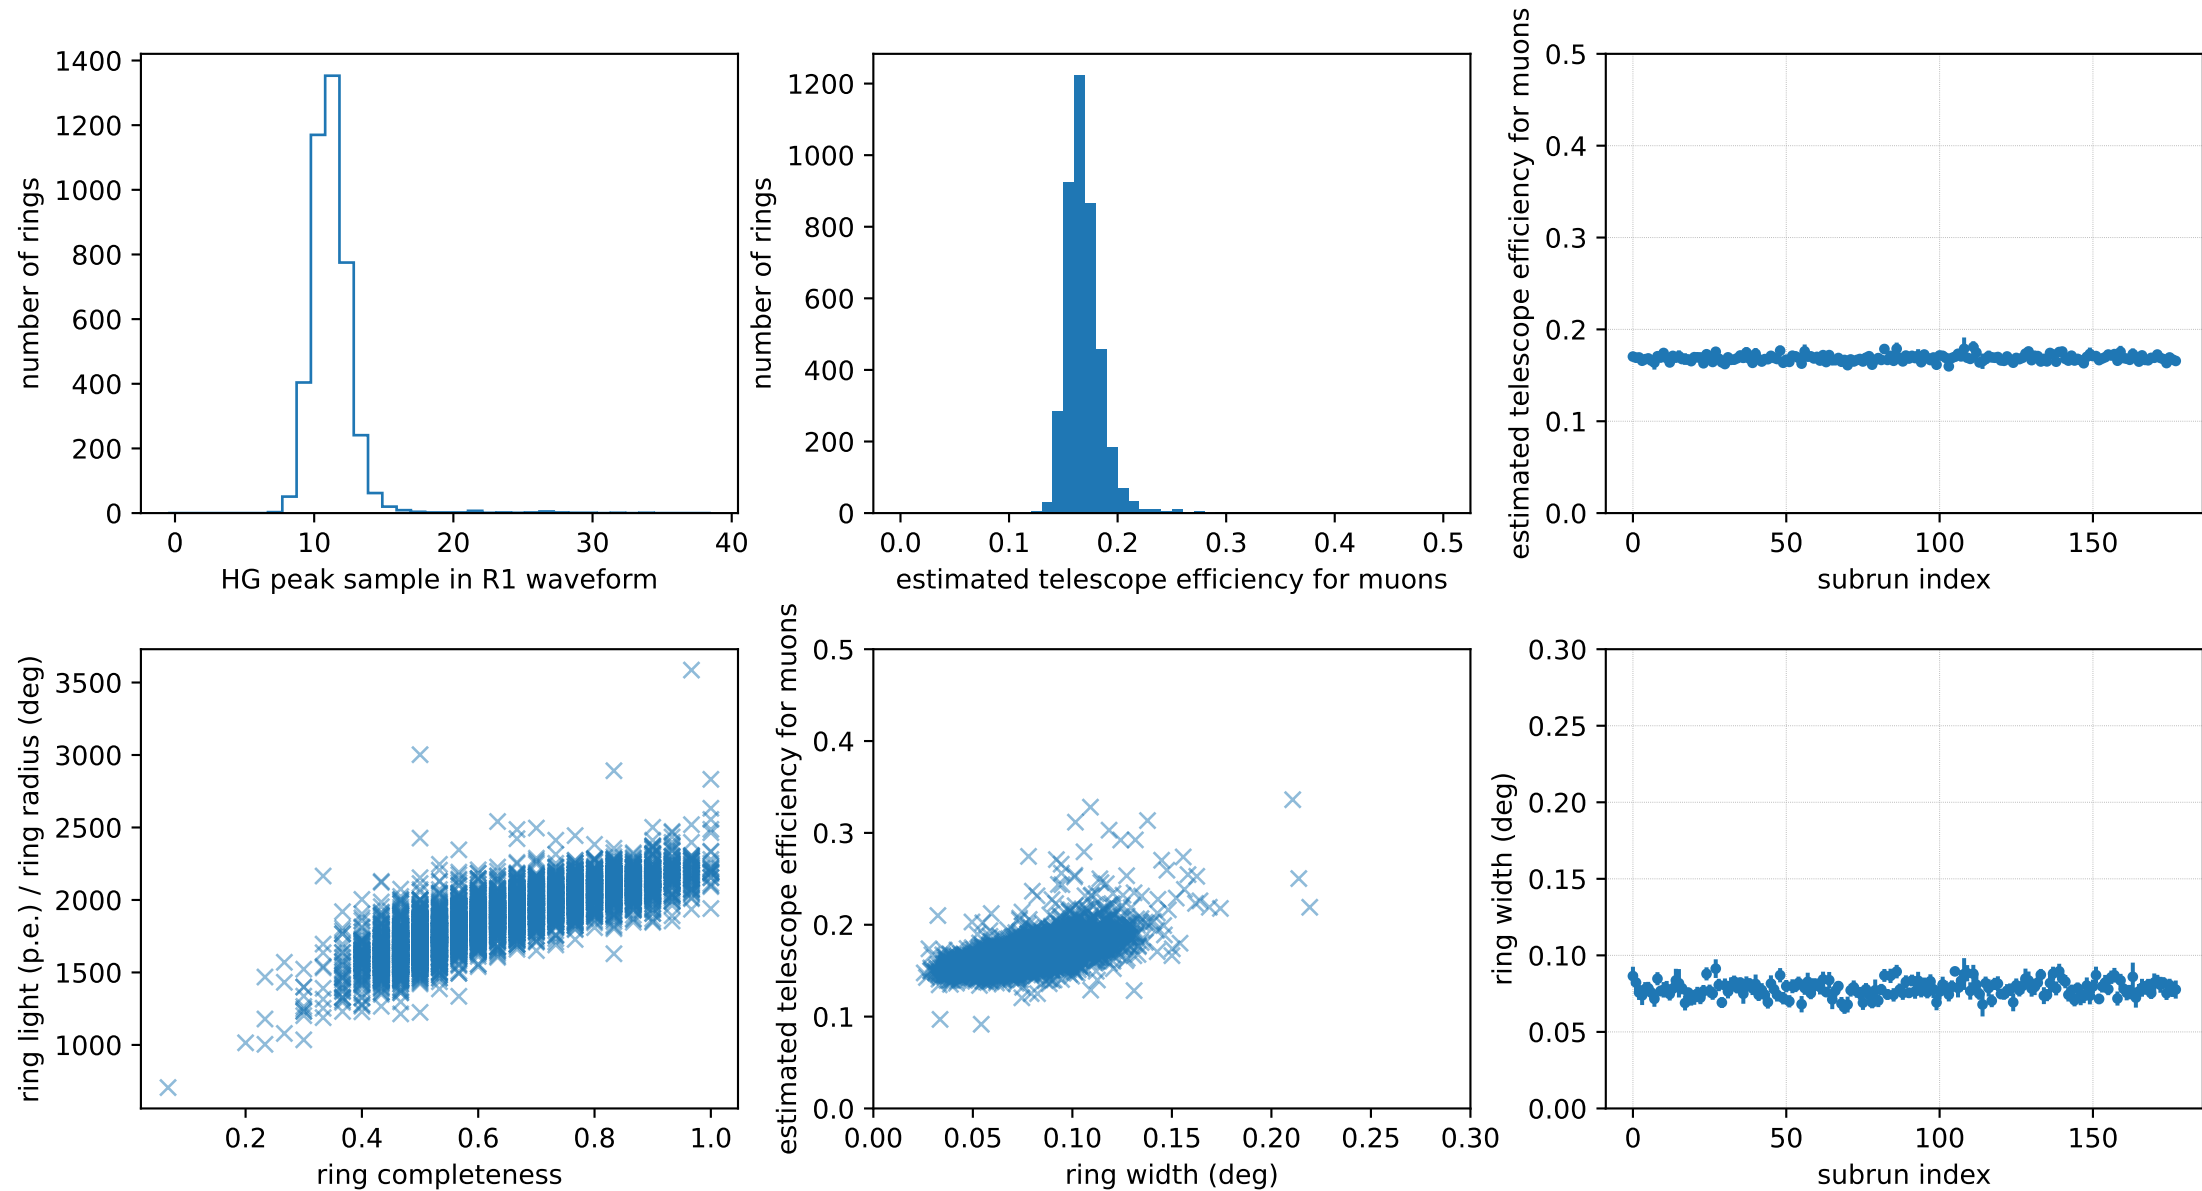 number of rings
1400
1200
1000
800
600
400
200
0
0 10 20 30 40
HG peak sample in R1 waveform
number of rings
1200
1000
800
600
400
200
0
0.0 0.1 0.2 0.3 0.4 0.5
estimated telescope efficiency for muons
estimated telescope efficiency for muons
0.5
0.4
0.3
0.2
0.1
0.0
0 50 100 150
subrun index
ring light (p.e.) / ring radius (deg)
3500
3000
2500
2000
1500
1000
0.2 0.4 0.6 0.8 1.0
ring completeness
estimated telescope efficiency for muons
0.5
0.4
0.3
0.2
0.1
0.0
0.00 0.05 0.10 0.15 0.20 0.25 0.30
ring width (deg)
ring width (deg)
0.30
0.25
0.20
0.15
0.10
0.05
0.00
0 50 100 150
subrun index